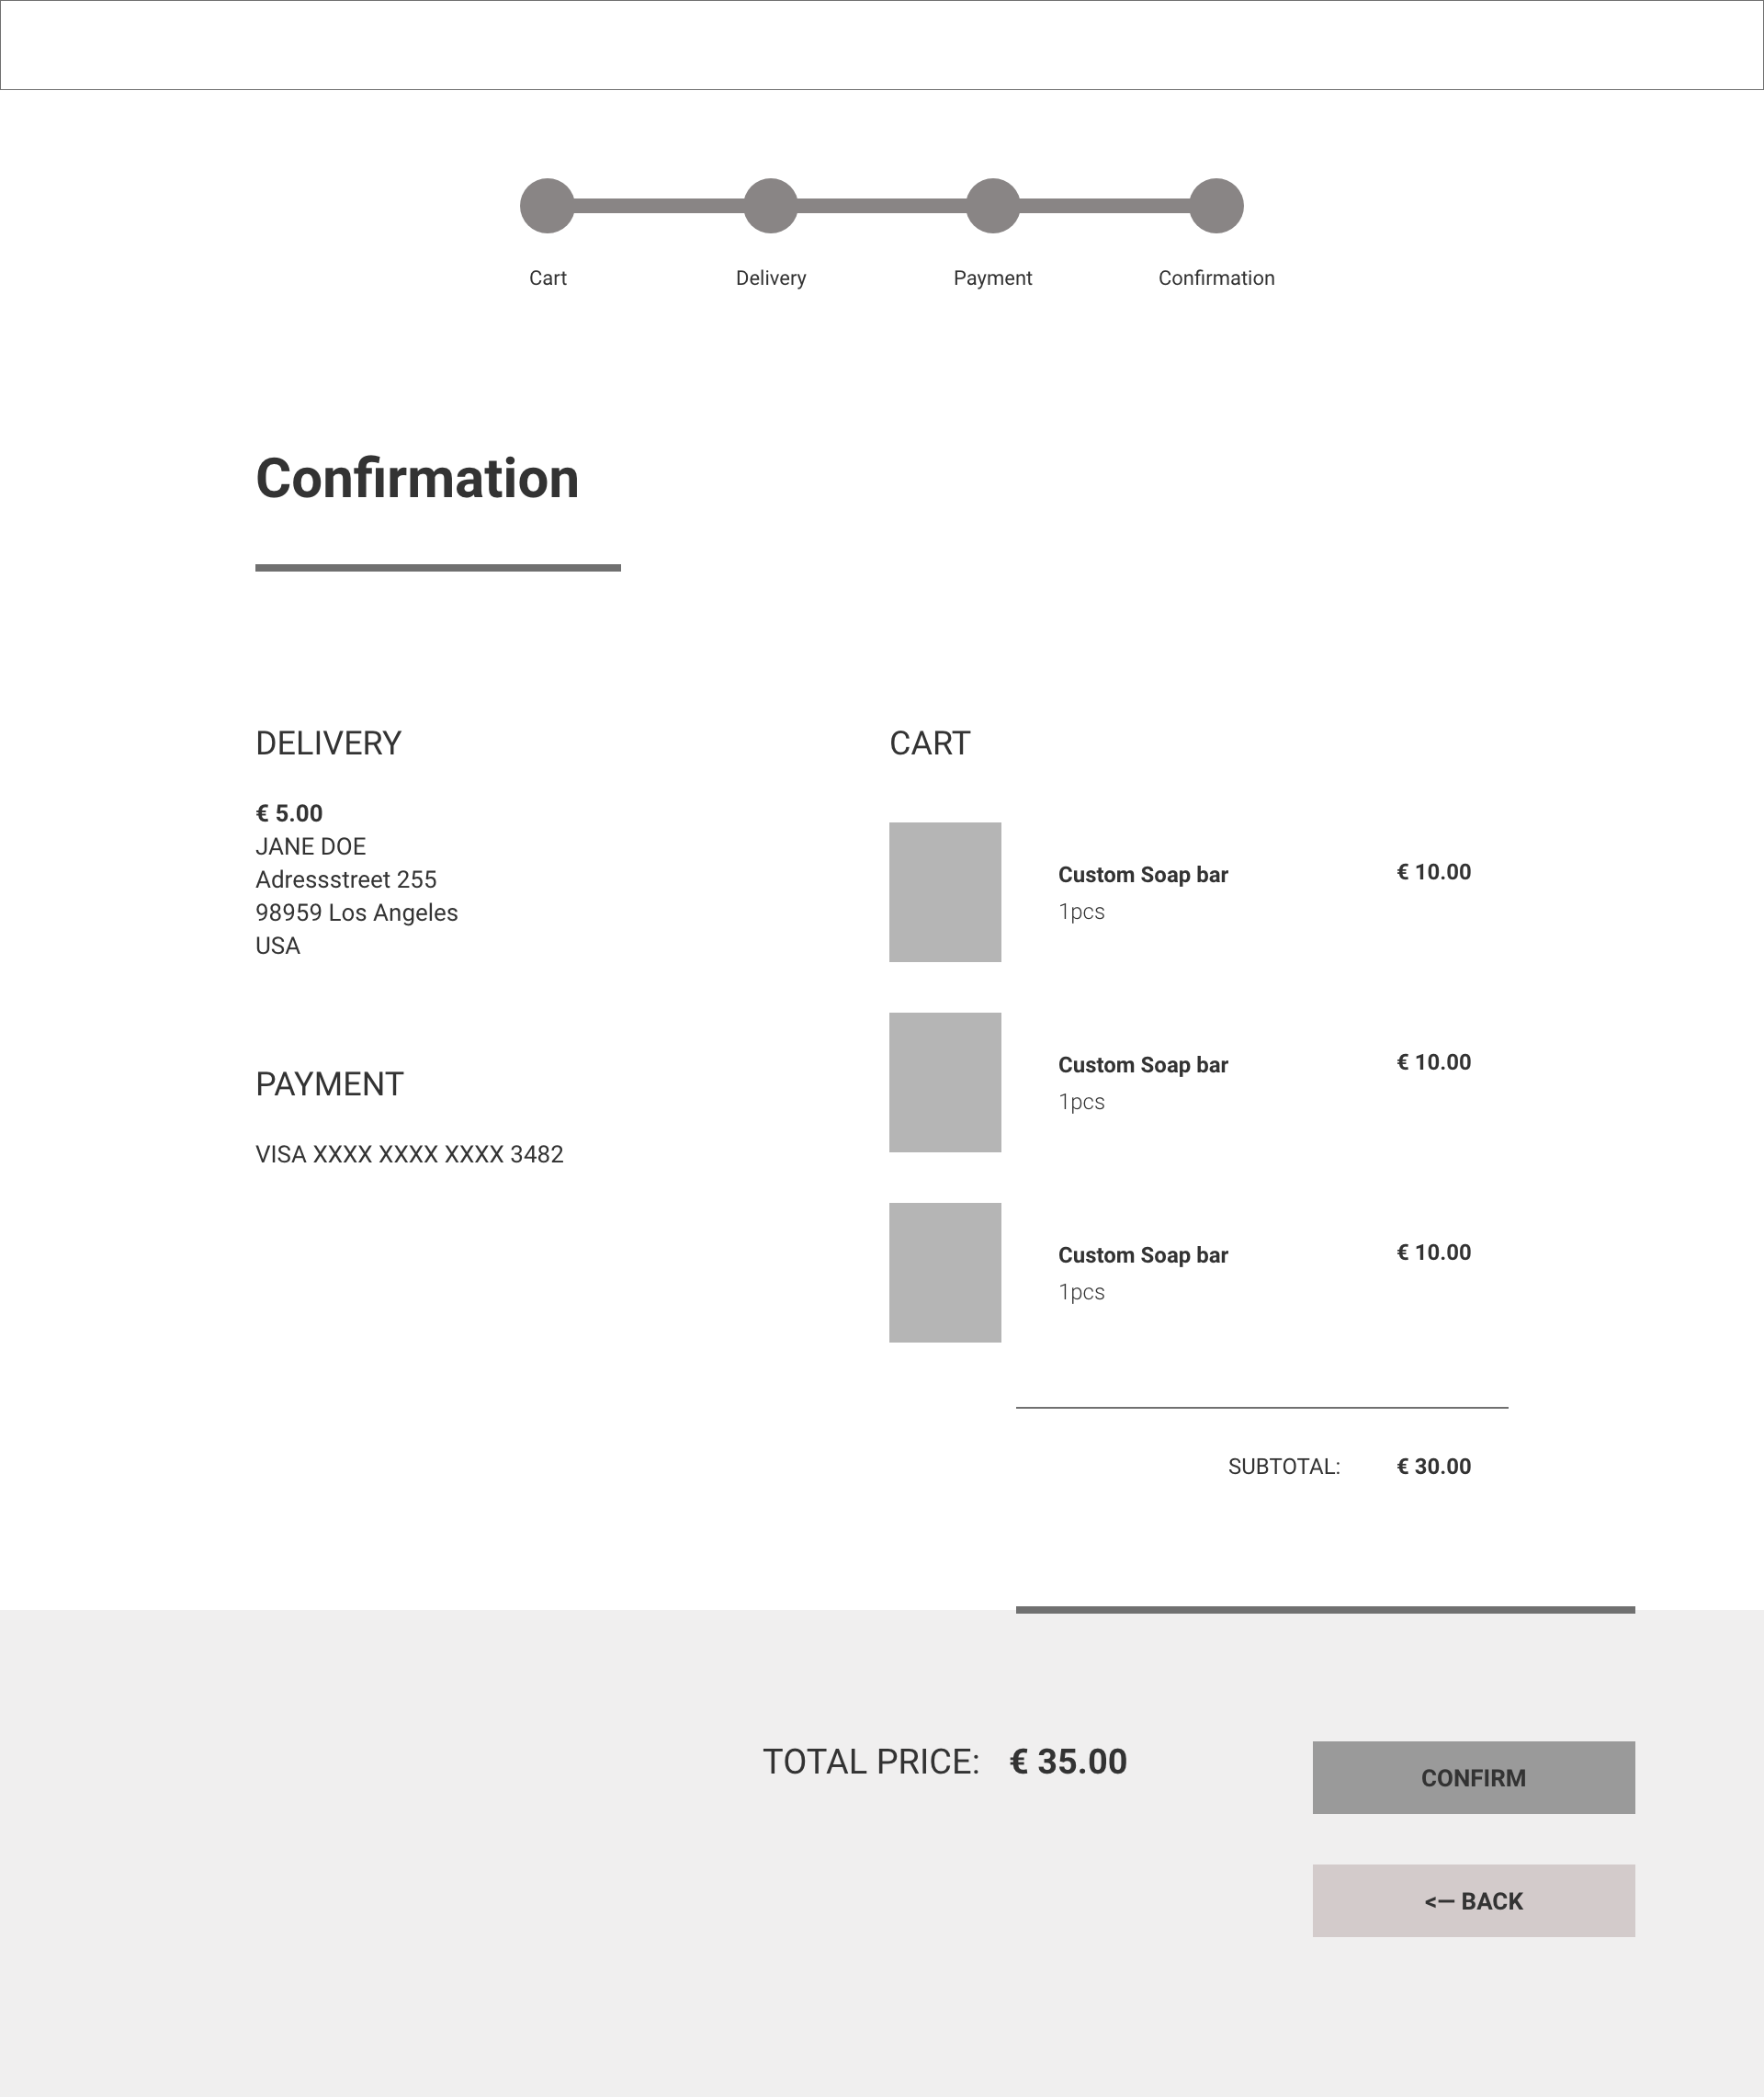 Cart
Delivery
Payment
Confirmation
Confirmation
DELIVERY
€ 5.00
JANE DOE
Adressstreet 255
98959 Los Angeles
USA
PAYMENT
VISA XXXX XXXX XXXX 3482
CART
Custom Soap bar
€ 10.00
1pcs
Custom Soap bar
€ 10.00
1pcs
Custom Soap bar
€ 10.00
1pcs
SUBTOTAL: € 30.00
TOTAL PRICE: € 35.00
CONFIRM
<— BACK